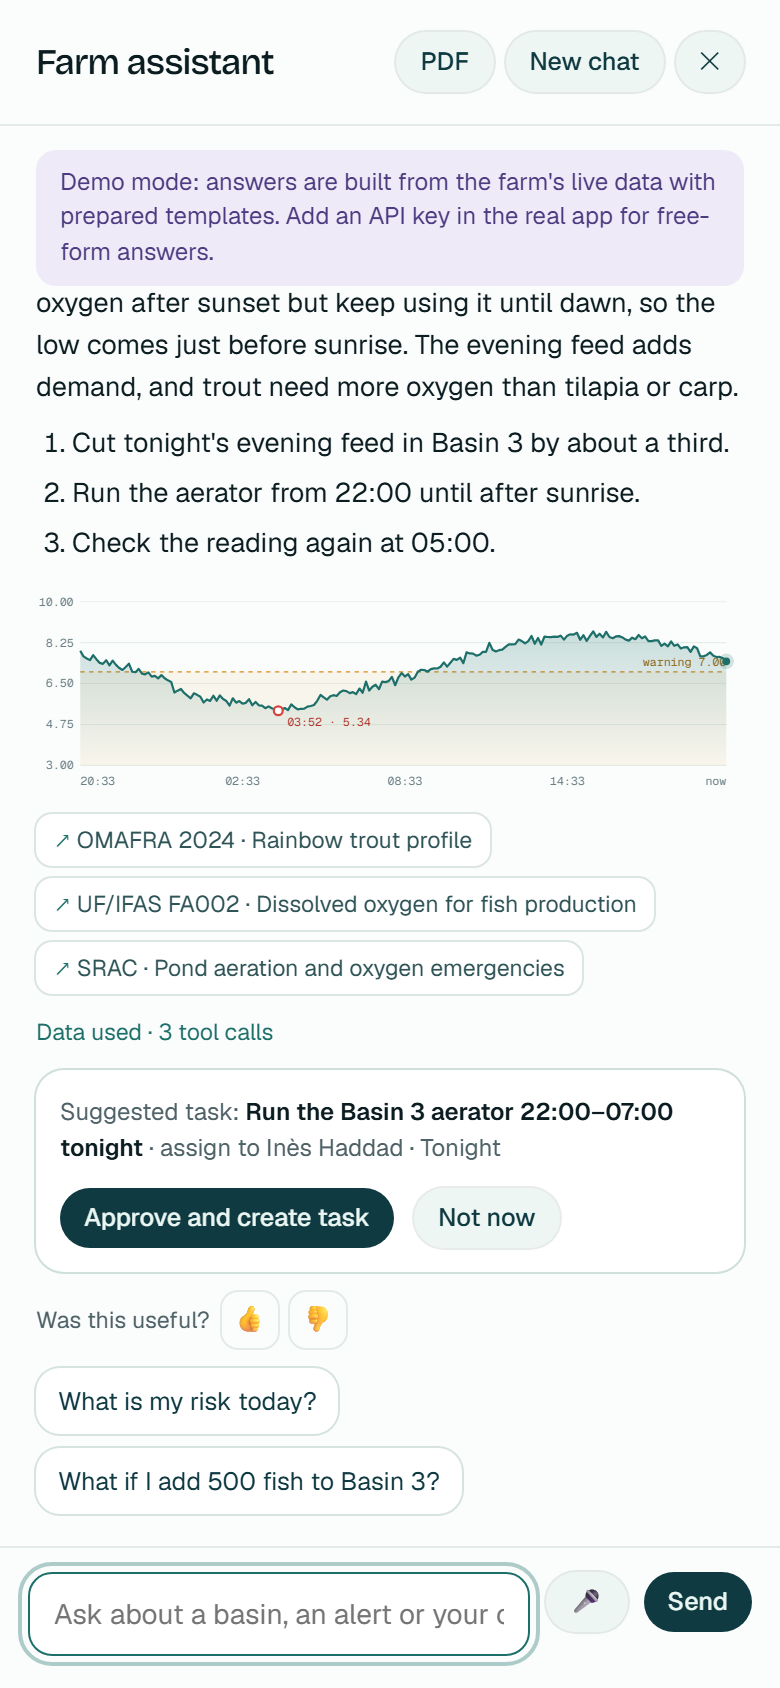 Farm assistant
PDF
New chat
Demo mode: answers are built from the farm's live data with
prepared templates. Add an API key in the real app for free-
form answers.
oxygen after sunset but keep using it until dawn, so the
low comes just before sunrise. The evening feed adds
demand, and trout need more oxygen than tilapia or carp.
1. Cut tonight's evening feed in Basin 3 by about a third.
2. Run the aerator from 22:00 until after sunrise.
3. Check the reading again at 05:00.
10.00
8.25
warning 7.00
6.50
4.75
03:52 · 5.34
3.00
20:33
02:33
08:33
14:33
now
↗ OMAFRA 2024 · Rainbow trout profile
↗ UF/IFAS FA002 · Dissolved oxygen for fish production
↗ SRAC · Pond aeration and oxygen emergencies
Data used · 3 tool calls
Suggested task: Run the Basin 3 aerator 22:00–07:00
tonight · assign to Inès Haddad · Tonight
Approve and create task
Not now
Was this useful?
What is my risk today?
What if I add 500 fish to Basin 3?
Ask about a basin, an alert or your
Send